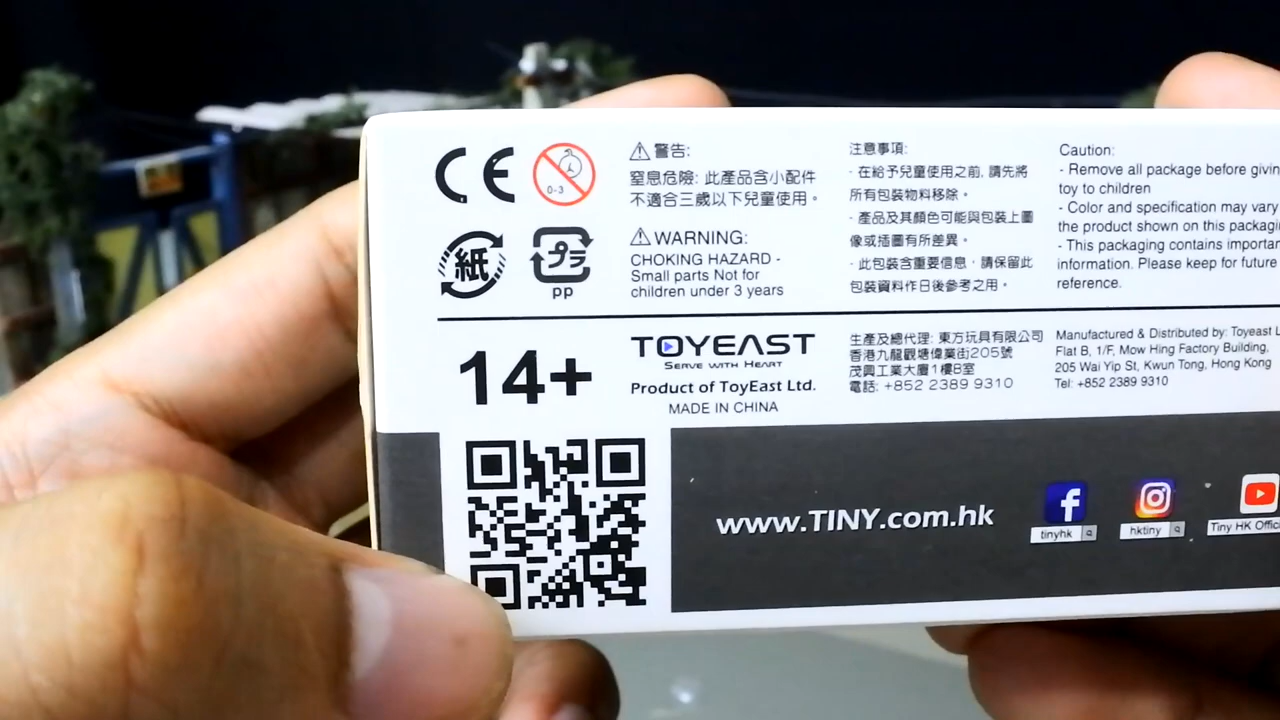 CE
0-3
紙
プラ
PP
⚠警告:
窒息危險: 此產品含小配件
不適合三歲以下兒童使用。
⚠WARNING:
CHOKING HAZARD -
Small parts Not for
children under 3 years
注意事項:
- 在給予兒童使用之前, 請先將
所有包裝物料移除。
- 產品及其顏色可能與包裝上圖
像或插圖有所差異。
- 此包裝含重要信息, 請保留此
包裝資料作日後參考之用。
Caution:
- Remove all package before
toy to children
- Color and specification may vary
the product shown on this
- This packaging contains
information. Please keep for future
reference.
14+
TOYEAST
SERVE WITH HEART
Product of ToyEast Ltd.
MADE IN CHINA
生產及總代理: 東方玩具有限公司
香港九龍觀塘偉業街205號
茂興工業大廈1樓B室
電話: +852 2389 9310
Manufactured & Distributed by: Toyeast
Flat B, 1/F, Mow Hing Factory Building,
205 Wai Yip St, Kwun Tong, Hong Kong
Tel: +852 2389 9310
www.TINY.com.hk
f
tinyhk
hktiny
Tiny HK